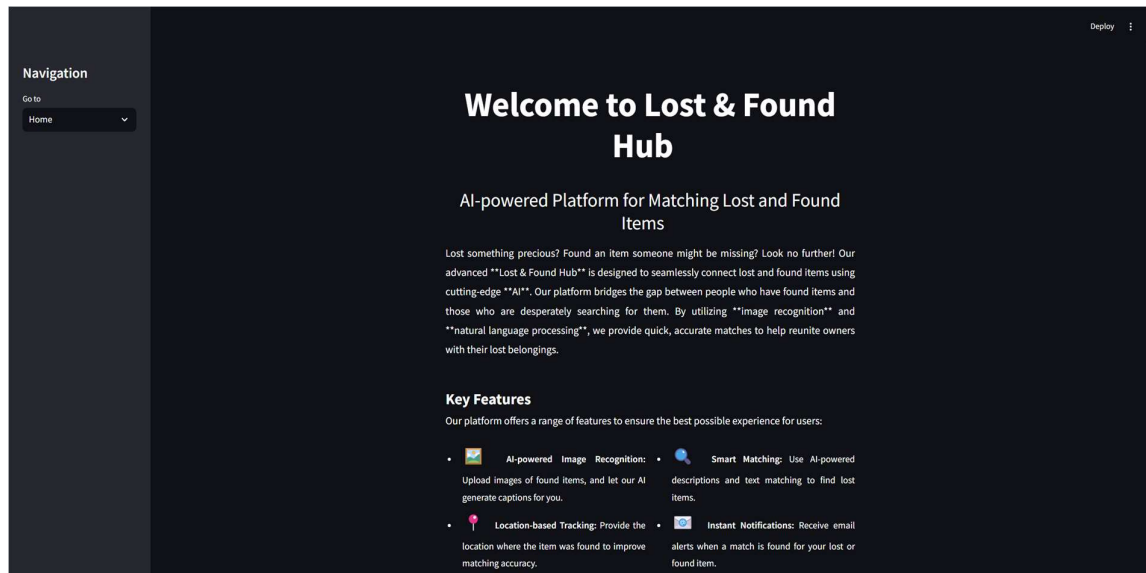 Deploy
Navigation
Go to
Home
Welcome to Lost & Found
Hub
AI-powered Platform for Matching Lost and Found
Items
Lost something precious? Found an item someone might be missing? Look no further! Our
advanced **Lost & Found Hub** is designed to seamlessly connect lost and found items using
cutting-edge **AI**. Our platform bridges the gap between people who have found items and
those who are desperately searching for them. By utilizing **image recognition** and
**natural language processing**, we provide quick, accurate matches to help reunite owners
with their lost belongings.
Key Features
Our platform offers a range of features to ensure the best possible experience for users:
• AI-powered Image Recognition:
Upload images of found items, and let our AI
generate captions for you.
• Smart Matching: Use AI-powered
descriptions and text matching to find lost
items.
• Location-based Tracking: Provide the
location where the item was found to improve
matching accuracy.
• Instant Notifications: Receive email
alerts when a match is found for your lost or
found item.